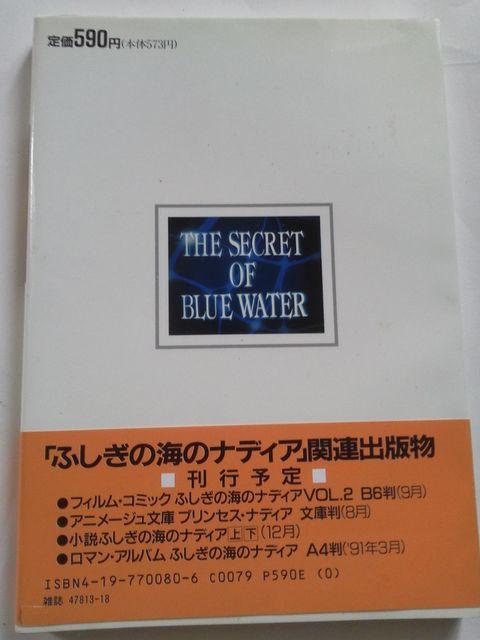 定価590円(本体573円)
THE SECRET
OF
BLUE WATER
「ふしぎの海のナディア」関連出版物
■刊行予定■
●フィルム・コミック ふしぎの海のナディアVOL.2 B6判(9月)
●アニメージュ文庫 プリンセス・ナディア 文庫判(8月)
●小説ふしぎの海のナディア上下(12月)
●ロマン・アルバム ふしぎの海のナディア A4判('91年3月)
ISBN4-19-770080-6 C0079 P590E (0)
雑誌 47813-18